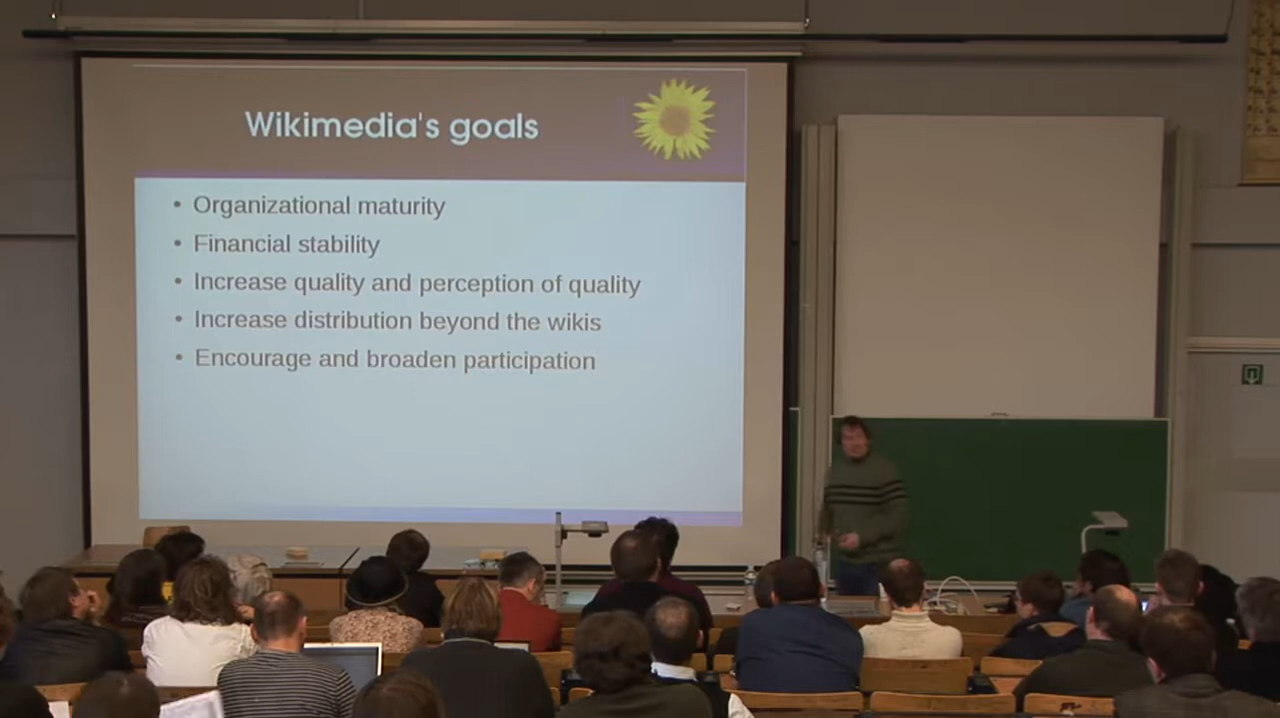 Wikimedia's goals
• Organizational maturity
• Financial stability
• Increase quality and perception of quality
• Increase distribution beyond the wikis
• Encourage and broaden participation